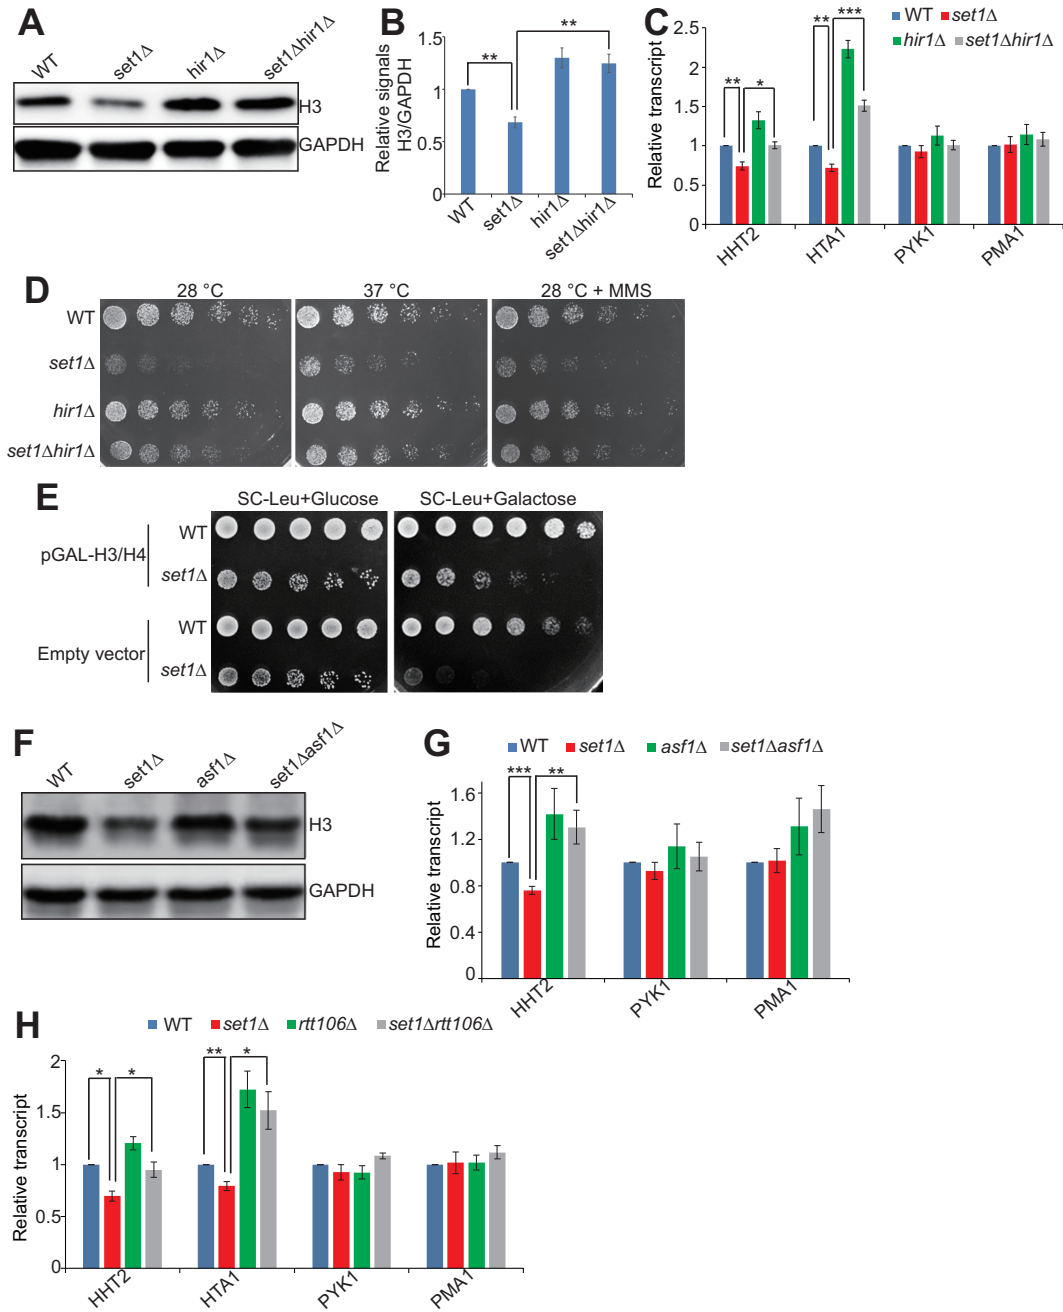 A
WT
set1Δ
hir1Δ
set1Δhir1Δ
H3
GAPDH
B
Relative signals
H3/GAPDH
1.5
1
0.5
0
**
**
WT
set1Δ
hir1Δ
set1Δhir1Δ
C
WT
set1Δ
hir1Δ
set1Δhir1Δ
Relative transcript
2.5
2
1.5
1
0.5
0
**
*
**
***
HHT2
HTA1
PYK1
PMA1
D
28 °C
37 °C
28 °C + MMS
WT
set1Δ
hir1Δ
set1Δhir1Δ
E
SC-Leu+Glucose
SC-Leu+Galactose
pGAL-H3/H4
WT
set1Δ
Empty vector
WT
set1Δ
F
WT
set1Δ
asf1Δ
set1Δasf1Δ
H3
GAPDH
G
WT
set1Δ
asf1Δ
set1Δasf1Δ
Relative transcript
1.6
1.2
0.8
0.4
0
***
**
HHT2
PYK1
PMA1
H
WT
set1Δ
rtt106Δ
set1Δrtt106Δ
Relative transcript
2
1.5
1
0.5
0
*
*
**
*
HHT2
HTA1
PYK1
PMA1